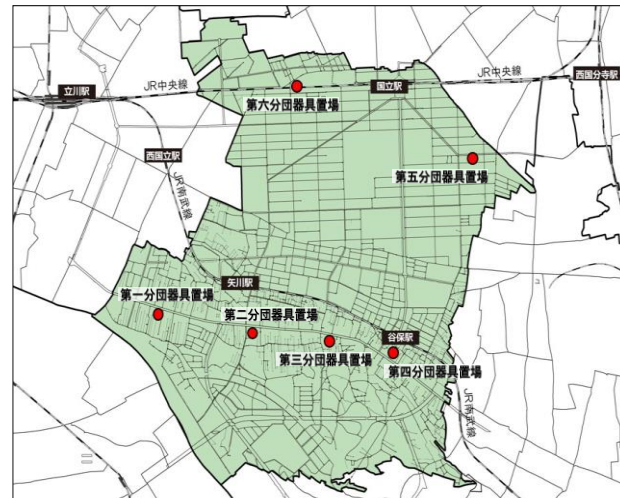 立川駅
JR中央線
国立駅
JR中央線
西国分寺駅
第六分団器具置場
西国立駅
第五分団器具置場
JR南武線
矢川駅
第一分団器具置場
第二分団器具置場
谷保駅
第三分団器具置場
第四分団器具置場
JR南武線